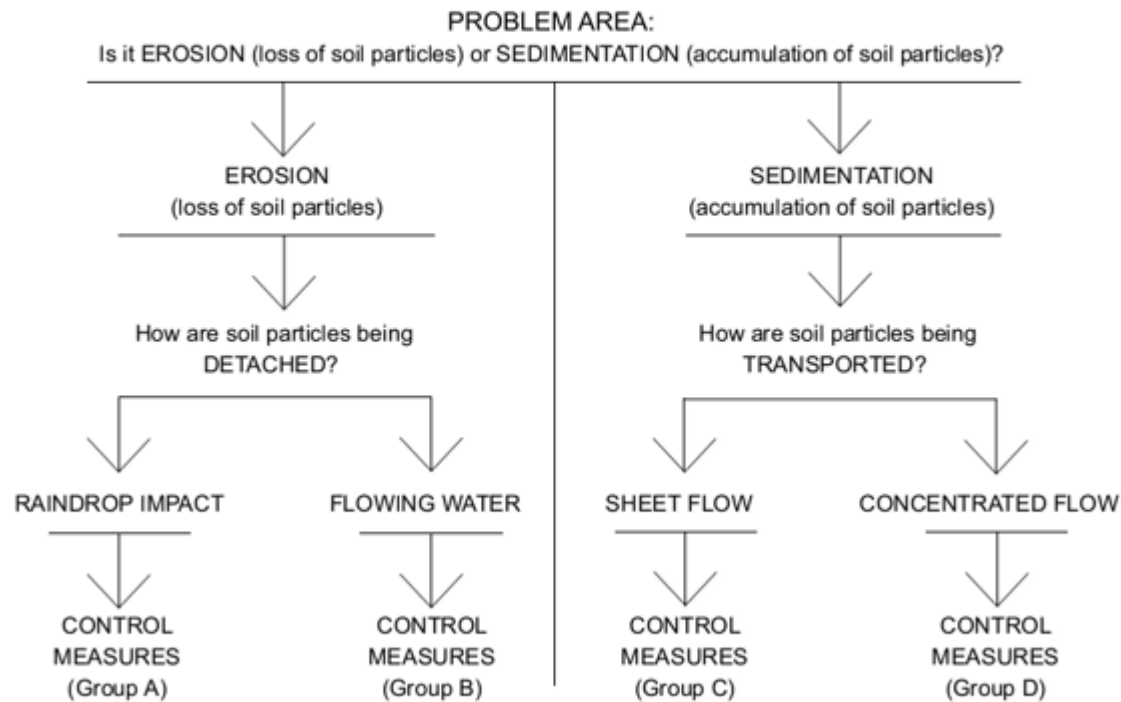 PROBLEM AREA:
Is it EROSION (loss of soil particles) or SEDIMENTATION (accumulation of soil particles)?
EROSION
(loss of soil particles)
How are soil particles being
DETACHED?
RAINDROP IMPACT
CONTROL
MEASURES
(Group A)
FLOWING WATER
CONTROL
MEASURES
(Group B)
SEDIMENTATION
(accumulation of soil particles)
How are soil particles being
TRANSPORTED?
SHEET FLOW
CONTROL
MEASURES
(Group C)
CONCENTRATED FLOW
CONTROL
MEASURES
(Group D)